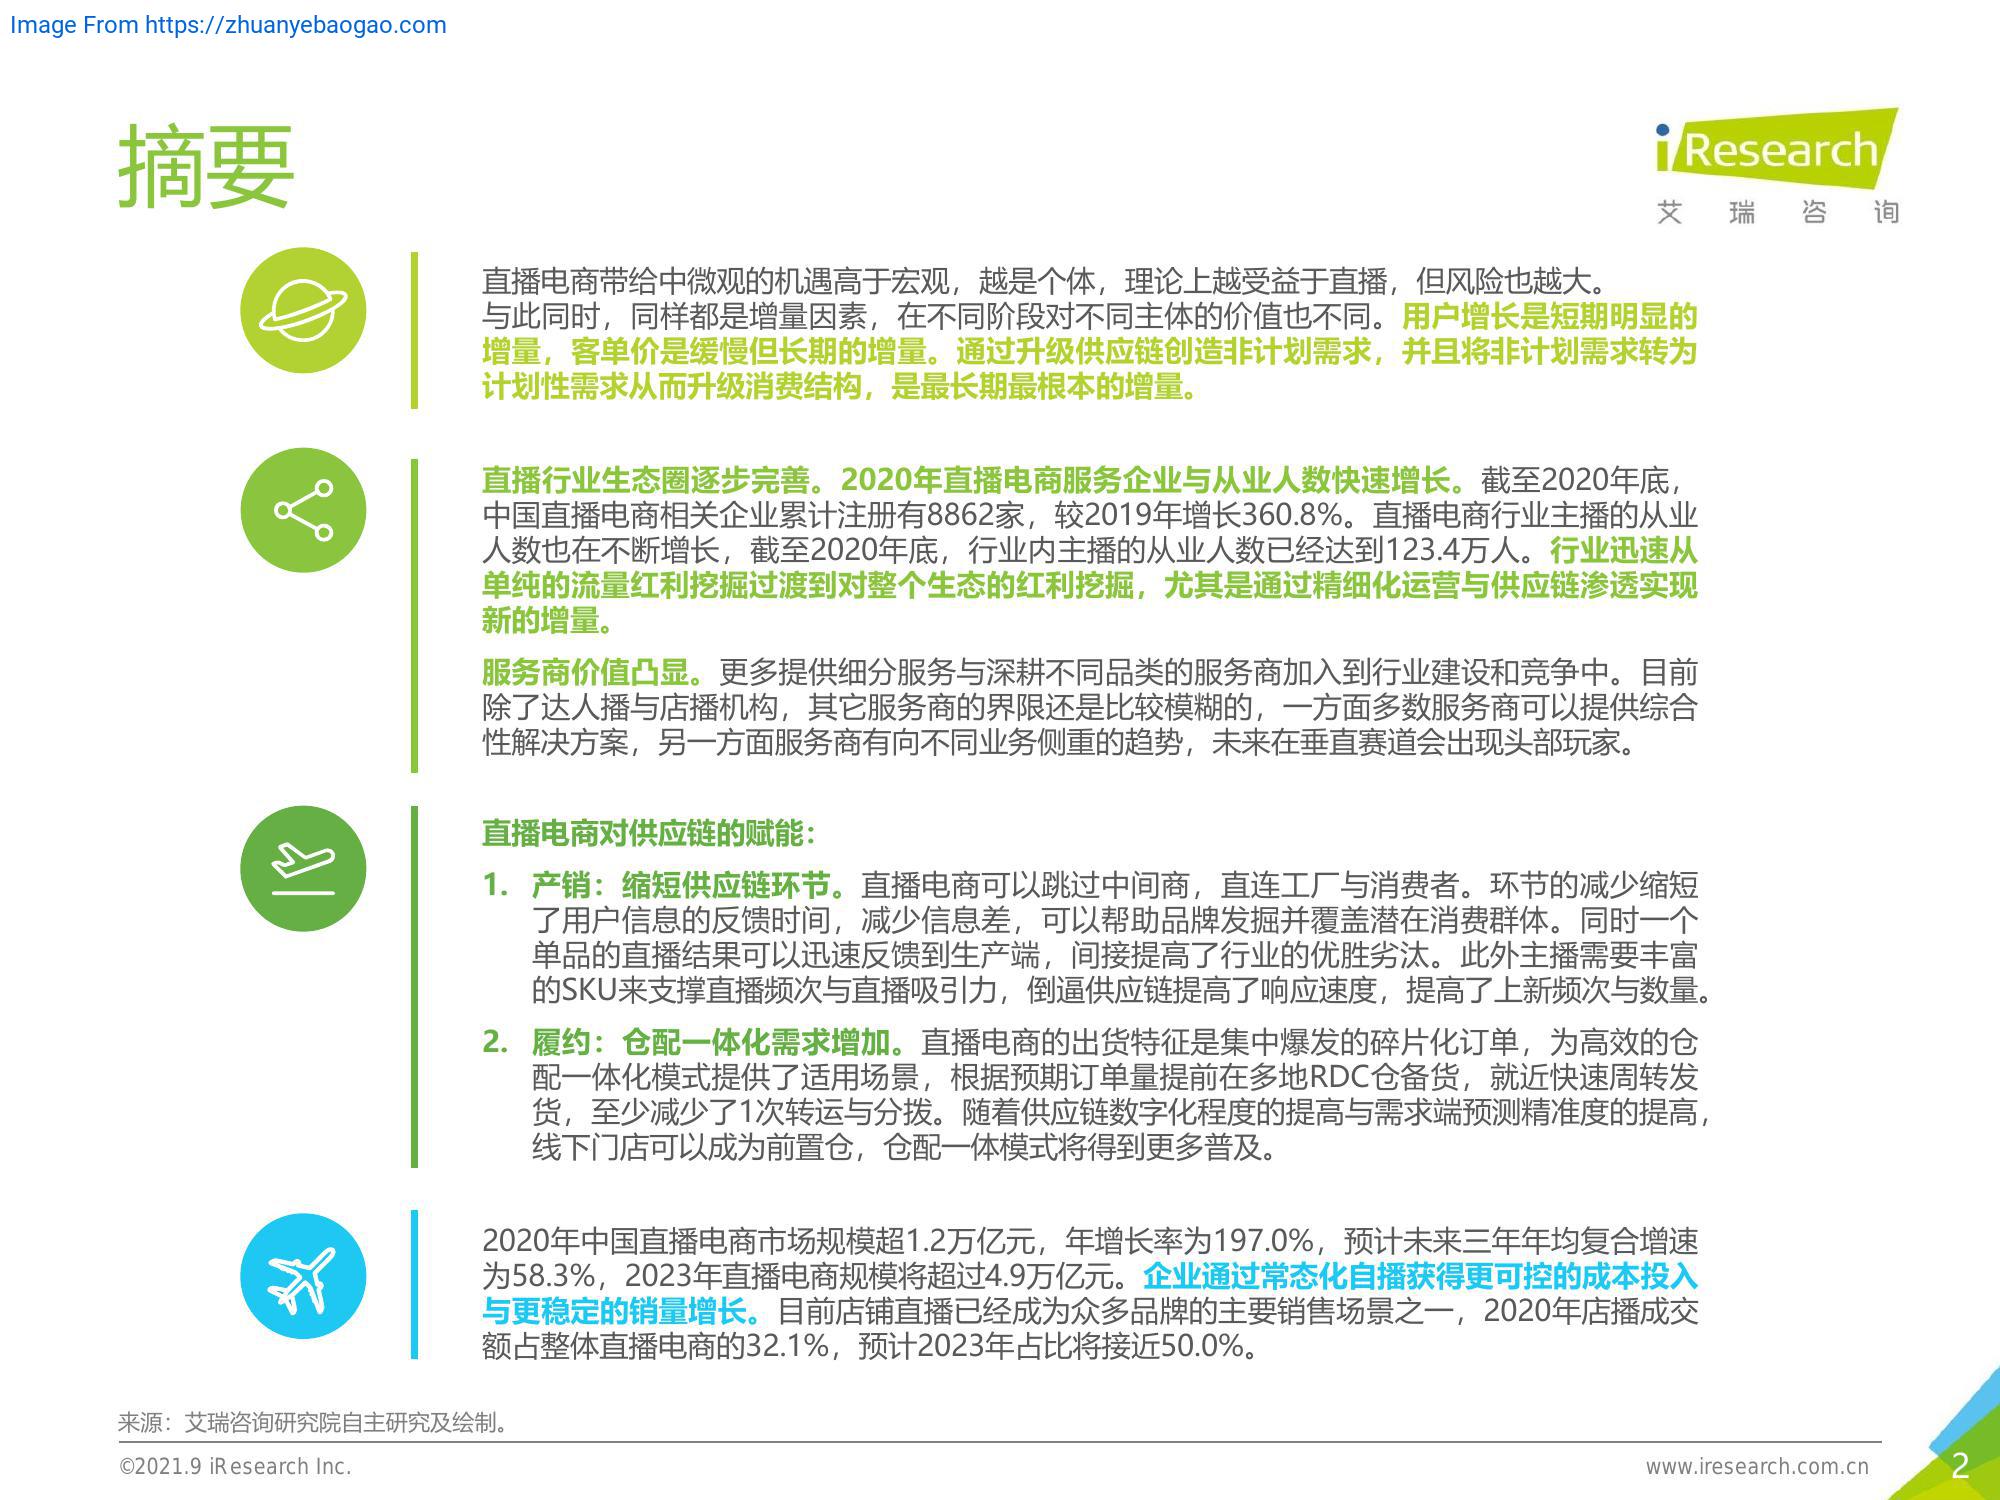 Image From https://zhuanyebaogao.com
摘要
iResearch
艾瑞咨询
直播电商带给中微观的机遇高于宏观，越是个体，理论上越受益于直播，但风险也越大。
与此同时，同样都是增量因素，在不同阶段对不同主体的价值也不同。用户增长是短期明显的
增量，客单价是缓慢但长期的增量。通过升级供应链创造非计划需求，并且将非计划需求转为
计划性需求从而升级消费结构，是最长期最根本的增量。
直播行业生态圈逐步完善。2020年直播电商服务企业与从业人数快速增长。截至2020年底，
中国直播电商相关企业累计注册有8862家，较2019年增长360.8%。直播电商行业主播的从业
人数也在不断增长，截至2020年底，行业内主播的从业人数已经达到123.4万人。行业迅速从
单纯的流量红利挖掘过渡到对整个生态的红利挖掘，尤其是通过精细化运营与供应链渗透实现
新的增量。
服务商价值凸显。更多提供细分服务与深耕不同品类的服务商加入到行业建设和竞争中。目前
除了达人播与店播机构，其它服务商的界限还是比较模糊的，一方面多数服务商可以提供综合
性解决方案，另一方面服务商有向不同业务侧重的趋势，未来在垂直赛道会出现头部玩家。
直播电商对供应链的赋能：
1. 产销：缩短供应链环节。直播电商可以跳过中间商，直连工厂与消费者。环节的减少缩短
了用户信息的反馈时间，减少信息差，可以帮助品牌发掘并覆盖潜在消费群体。同时一个
单品的直播结果可以迅速反馈到生产端，间接提高了行业的优胜劣汰。此外主播需要丰富
的SKU来支撑直播频次与直播吸引力，倒逼供应链提高了响应速度，提高了上新频次与数量。
2. 履约：仓配一体化需求增加。直播电商的出货特征是集中爆发的碎片化订单，为高效的仓
配一体化模式提供了适用场景，根据预期订单量提前在多地RDC仓备货，就近快速周转发
货，至少减少了1次转运与分拨。随着供应链数字化程度的提高与需求端预测精准度的提高，
线下门店可以成为前置仓，仓配一体模式将得到更多普及。
2020年中国直播电商市场规模超1.2万亿元，年增长率为197.0%，预计未来三年年均复合增速
为58.3%，2023年直播电商规模将超过4.9万亿元。企业通过常态化自播获得更可控的成本投入
与更稳定的销量增长。目前店铺直播已经成为众多品牌的主要销售场景之一，2020年店播成交
额占整体直播电商的32.1%，预计2023年占比将接近50.0%。
来源：艾瑞咨询研究院自主研究及绘制。
©2021.9 iResearch Inc.
www.iresearch.com.cn
2